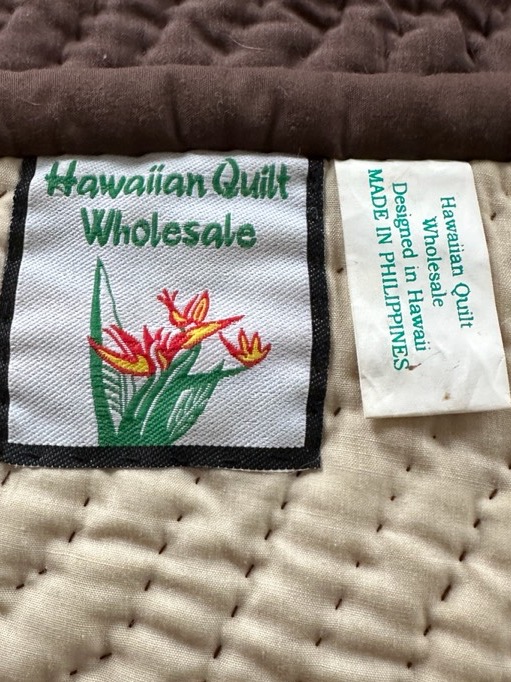 Hawaiian Quilt
Wholesale
Hawaiian Quilt
Wholesale
Designed in Hawaii
MADE IN PHILIPPINES